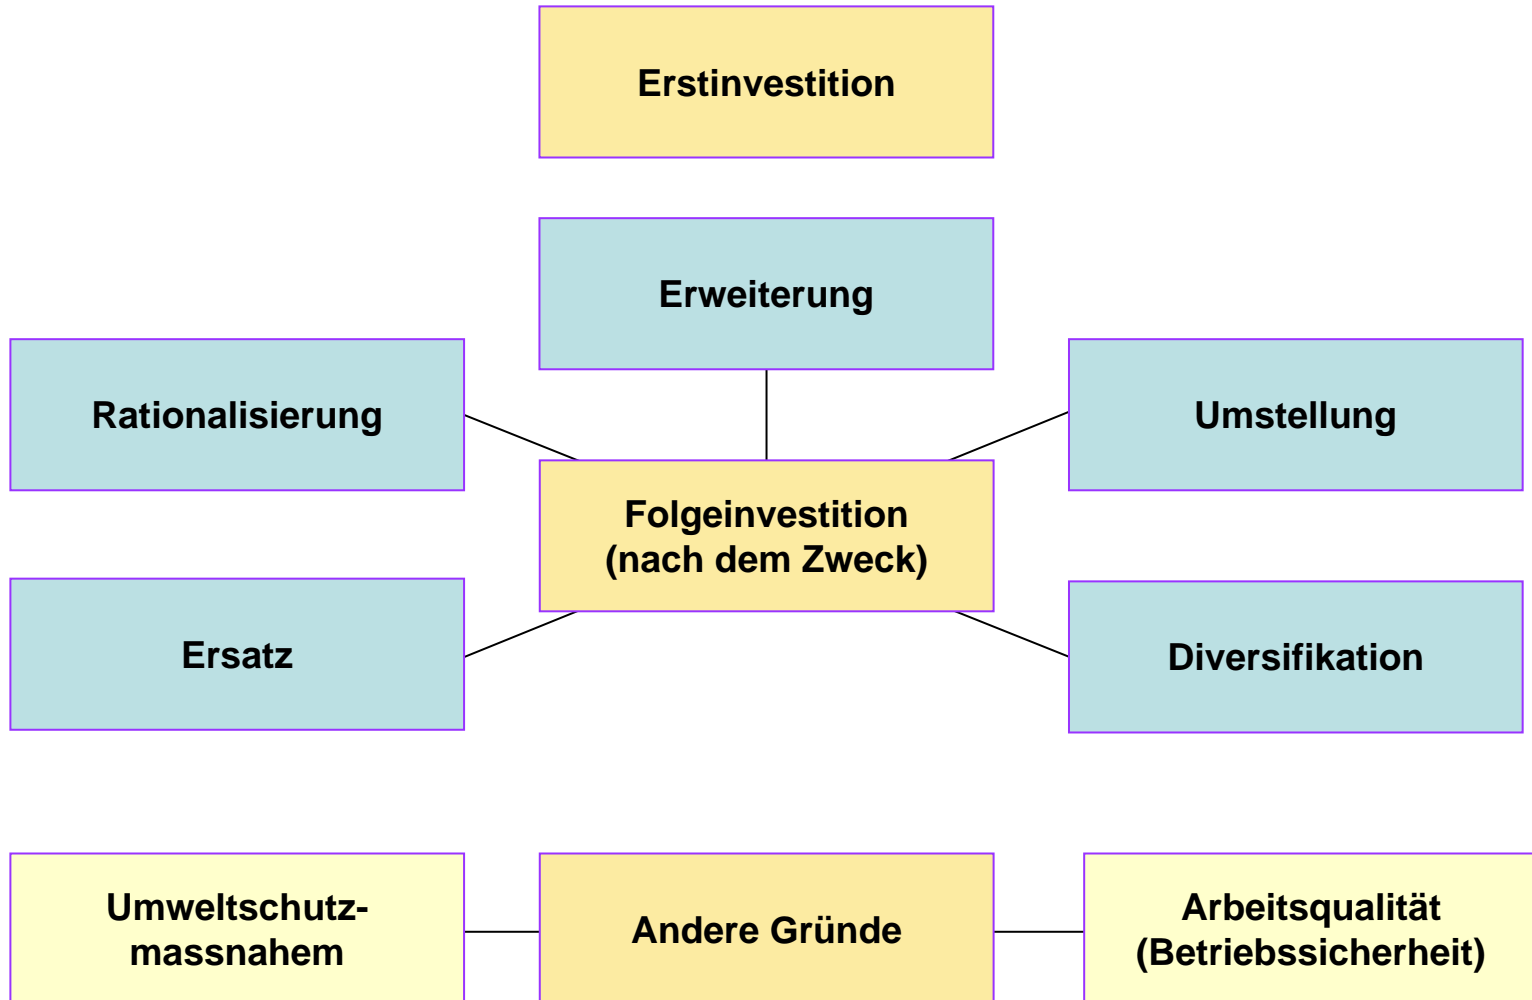 Erstinvestition
Erweiterung
Rationalisierung
Umstellung
Folgeinvestition
(nach dem Zweck)
Ersatz
Diversifikation
Umweltschutz-
massnahem
Andere Gründe
Arbeitsqualität
(Betriebssicherheit)